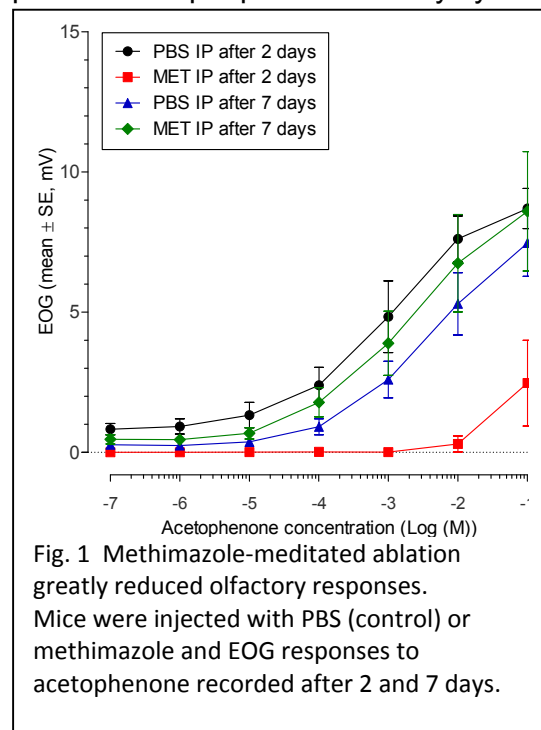 15
PBS IP after 2 days
MET IP after 2 days
PBS IP after 7 days
MET IP after 7 days
10
5
0
EOG (mean ± SE, mV)
-7 -6 -5 -4 -3 -2 -1
Acetophenone concentration (Log (M))
Fig. 1 Methimazole-meditated ablation
greatly reduced olfactory responses.
Mice were injected with PBS (control) or
methimazole and EOG responses to
acetophenone recorded after 2 and 7 days.